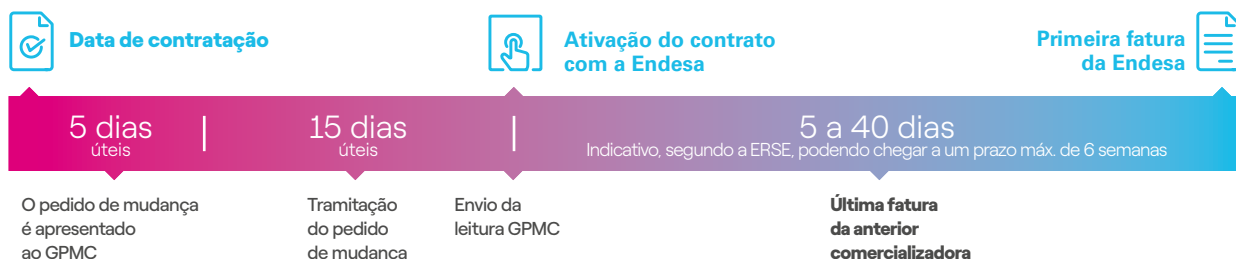 Data de contratação
Ativação do contrato
com a Endesa
Primeira fatura
da Endesa
5 dias
úteis
15 dias
úteis
5 a 40 dias
Indicativo, segundo a ERSE, podendo chegar a um prazo máx. de 6 semanas
O pedido de mudança
é apresentado
ao GPMC
Tramitação
do pedido
de mudança
Envio da
leitura GPMC
Última fatura
da anterior
comercializadora